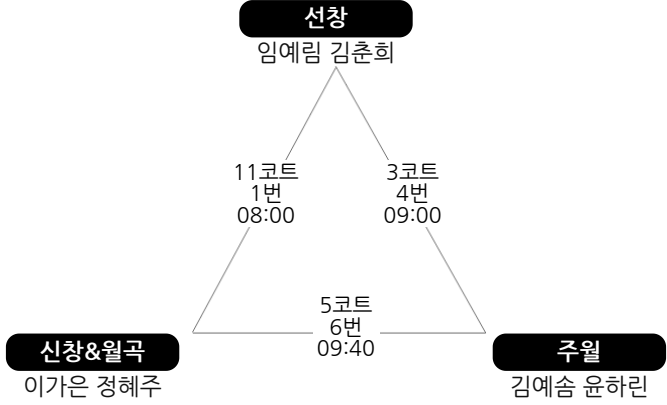 선창
임예림 김춘희
11코트
1번
08:00
3코트
4번
09:00
5코트
6번
09:40
신창&월곡
이가은 정혜주
주월
김예솜 윤하린